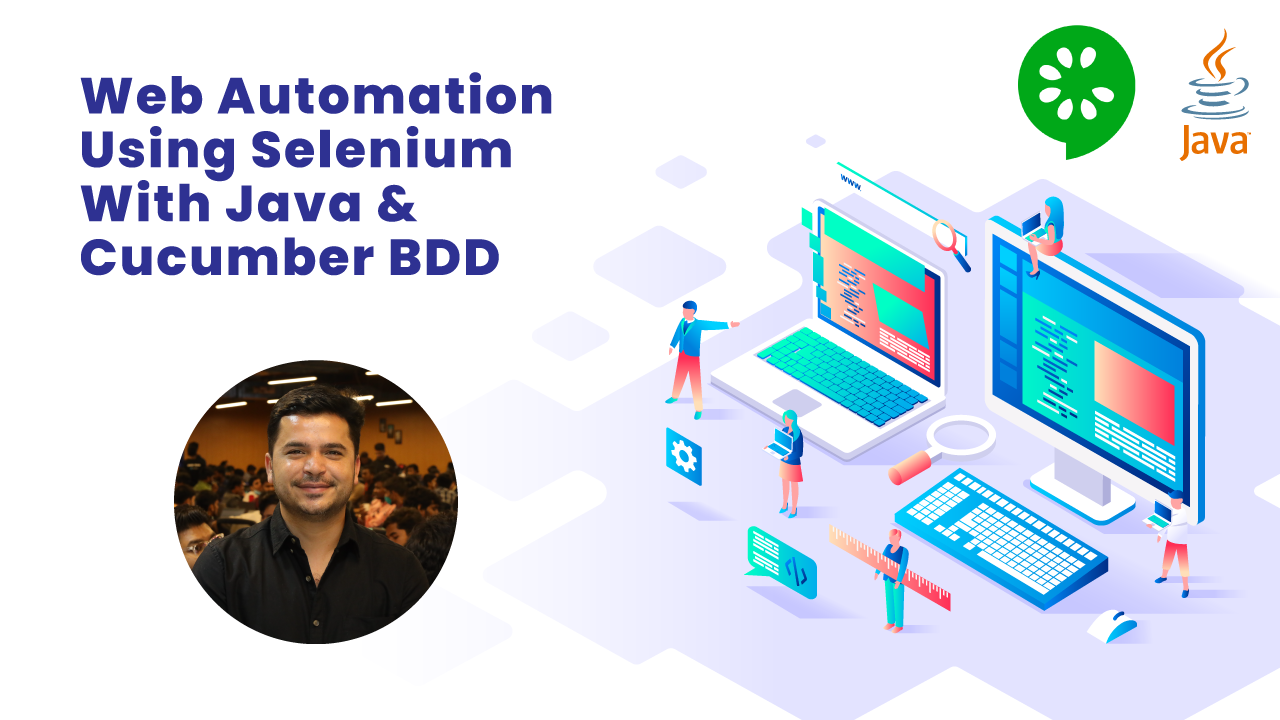 Web Automation
Using Selenium
With Java &
Cucumber BDD
Java
www.